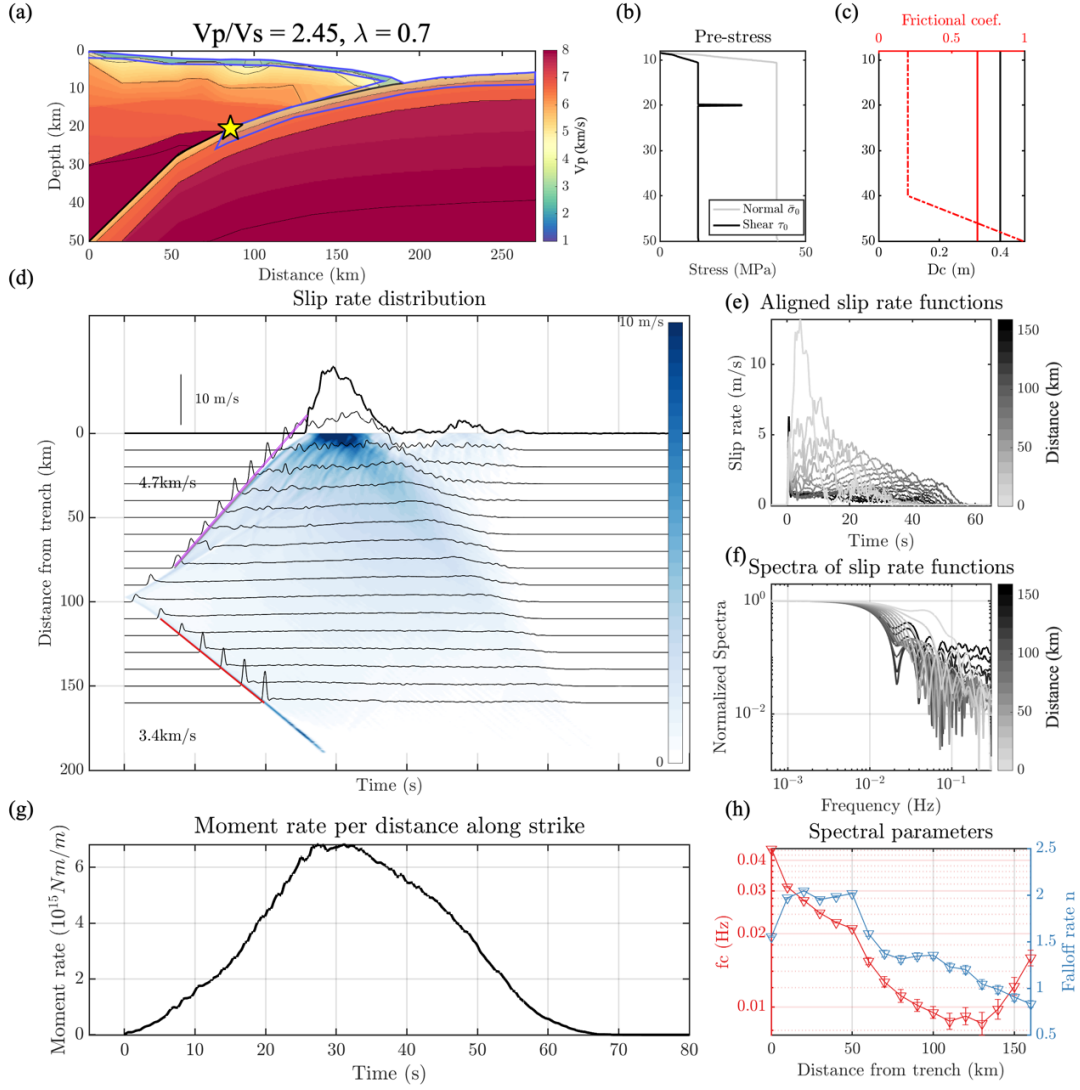 (a)
Vp/Vs = 2.45, λ = 0.7
0
10
20
30
40
50
Depth (km)
0
50
100
150
200
250
Distance (km)
8
7
6
5
4
3
2
1
Vp (km/s)
(b)
Pre-stress
10
20
30
40
50
Normal σ̄₀
Shear τ₀
0
50
Stress (MPa)
(c)
Frictional coef.
0
0.5
1
10
20
30
40
50
0
0.2
0.4
Dc (m)
(d)
Slip rate distribution
10 m/s
10 m/s
0
4.7km/s
50
100
150
3.4km/s
0
200
Distance from trench (km)
0
10
20
30
40
50
60
70
80
Time (s)
(e)
Aligned slip rate functions
10
5
0
Slip rate (m/s)
0
20
40
60
Time (s)
150
100
50
0
Distance (km)
(f)
Spectra of slip rate functions
10⁰
10⁻²
Normalized Spectra
10⁻³
10⁻²
10⁻¹
Frequency (Hz)
150
100
50
0
Distance (km)
(g)
Moment rate per distance along strike
6
4
2
0
Moment rate (10¹⁵Nm/m)
0
10
20
30
40
50
60
70
80
Time (s)
(h)
Spectral parameters
0.04
0.03
0.02
0.01
fc (Hz)
2.5
2
1.5
1
0.5
Falloff rate n
0
50
100
150
Distance from trench (km)